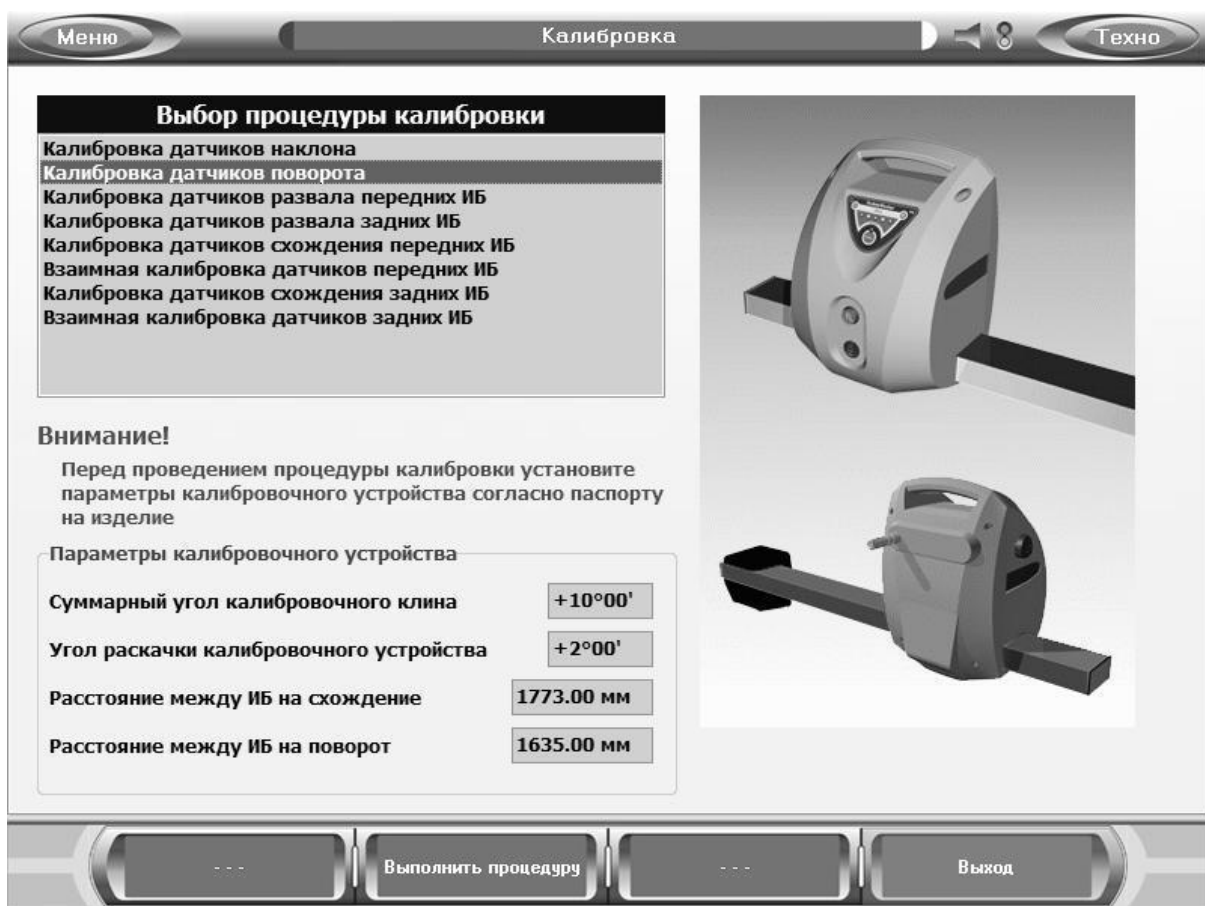 Меню
Калибровка
Техно
Выбор процедуры калибровки
Калибровка датчиков наклона
Калибровка датчиков поворота
Калибровка датчиков развала передних ИБ
Калибровка датчиков развала задних ИБ
Калибровка датчиков схождения передних ИБ
Взаимная калибровка датчиков передних ИБ
Калибровка датчиков схождения задних ИБ
Взаимная калибровка датчиков задних ИБ
Внимание!
Перед проведением процедуры калибровки установите
параметры калибровочного устройства согласно паспорту
на изделие
Параметры калибровочного устройства
Суммарный угол калибровочного клина +10°00'
Угол раскачки калибровочного устройства +2°00'
Расстояние между ИБ на схождение 1773.00 мм
Расстояние между ИБ на поворот 1635.00 мм
- - -
Выполнить процедуру
- - -
Выход